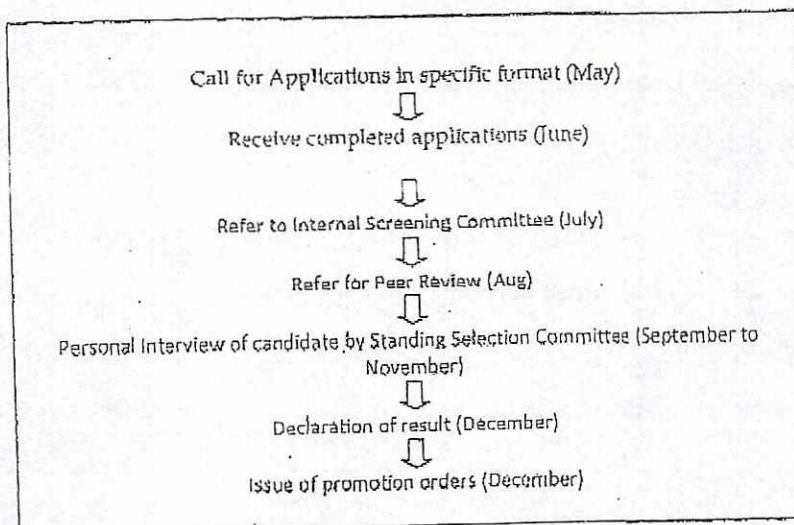 Call for Applications in specific format (May)
Receive completed applications (June)
Refer to Internal Screening Committee (July)
Refer for Peer Review (Aug)
Personal Interview of candidate by Standing Selection Committee (September to
November)
Declaration of result (December)
Issue of promotion orders (December)